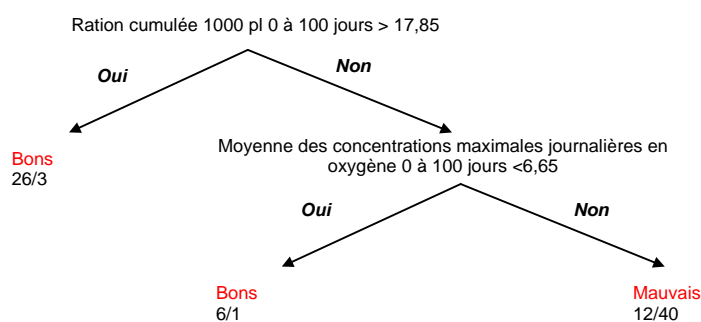 Ration cumulée 1000 pl 0 à 100 jours > 17,85
Oui
Non
Bons
26/3
Moyenne des concentrations maximales journalières en
oxygène 0 à 100 jours <6,65
Oui
Non
Bons
6/1
Mauvais
12/40